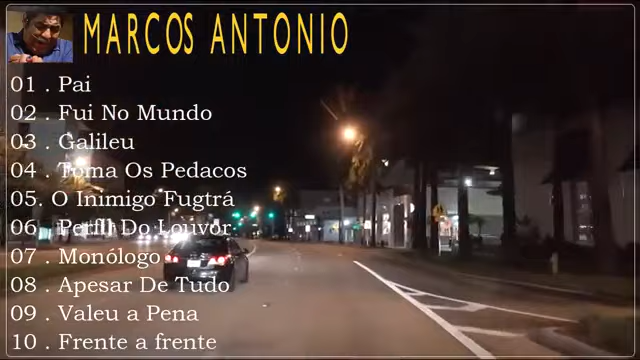 MARCOS ANTONIO
01 . Pai
02 . Fui No Mundo
03 . Galileu
04 . Toma Os Pedacos
05. O Inimigo Fugtrá
06. Perfil Do Louvor
07 . Monólogo
08 . Apesar De Tudo
09 . Valeu a Pena
10 . Frente a frente